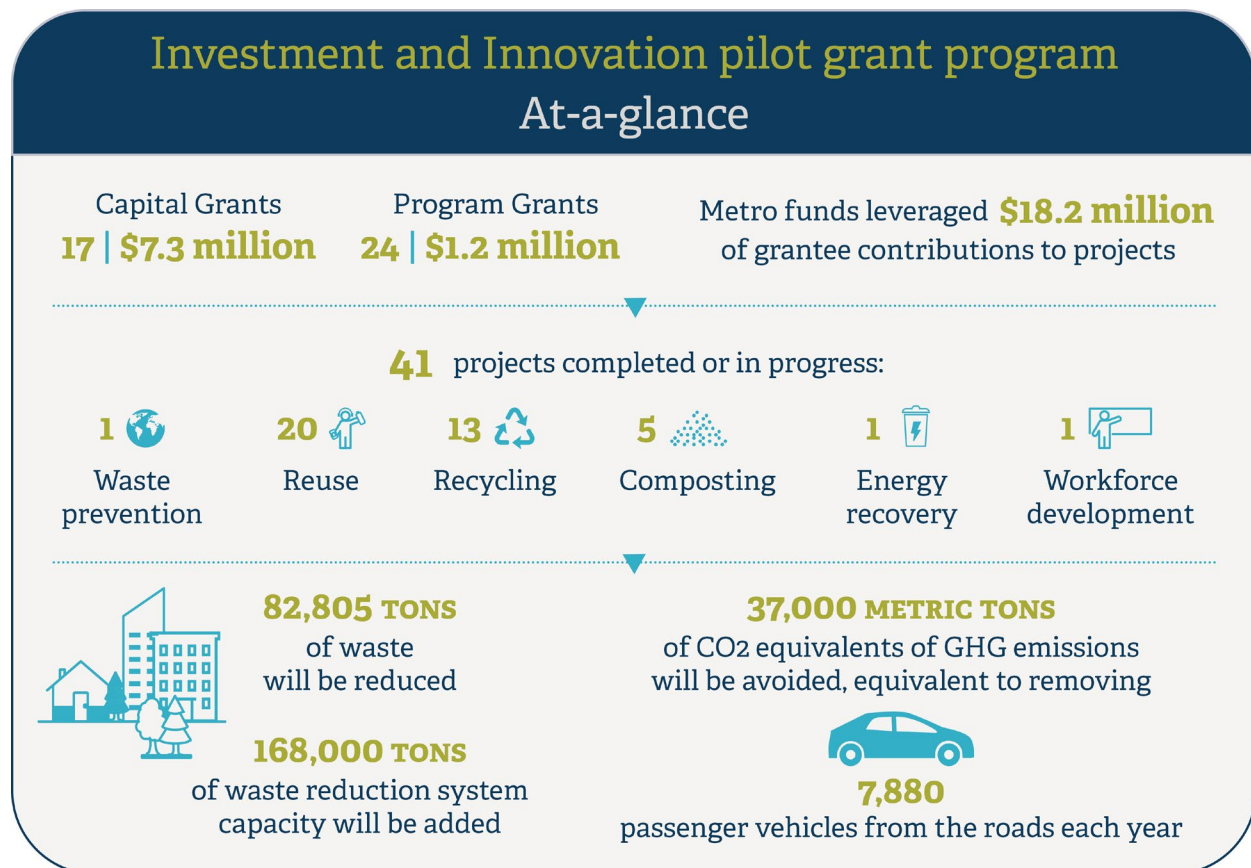 Investment and Innovation pilot grant program
At-a-glance
Capital Grants
17 | $7.3 million
Program Grants
24 | $1.2 million
Metro funds leveraged $18.2 million
of grantee contributions to projects
41 projects completed or in progress:
1
Waste
prevention
20
Reuse
13
Recycling
5
Composting
1
Energy
recovery
1
Workforce
development
82,805 TONS
of waste
will be reduced
168,000 TONS
of waste reduction system
capacity will be added
37,000 METRIC TONS
of CO2 equivalents of GHG emissions
will be avoided, equivalent to removing
7,880
passenger vehicles from the roads each year